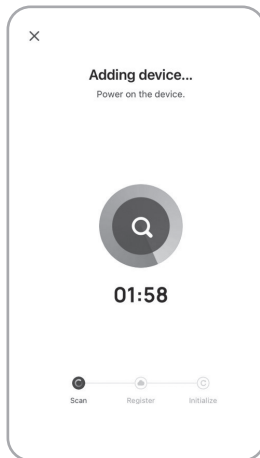 Adding device...
Power on the device.
01:58
Scan Register Initialize